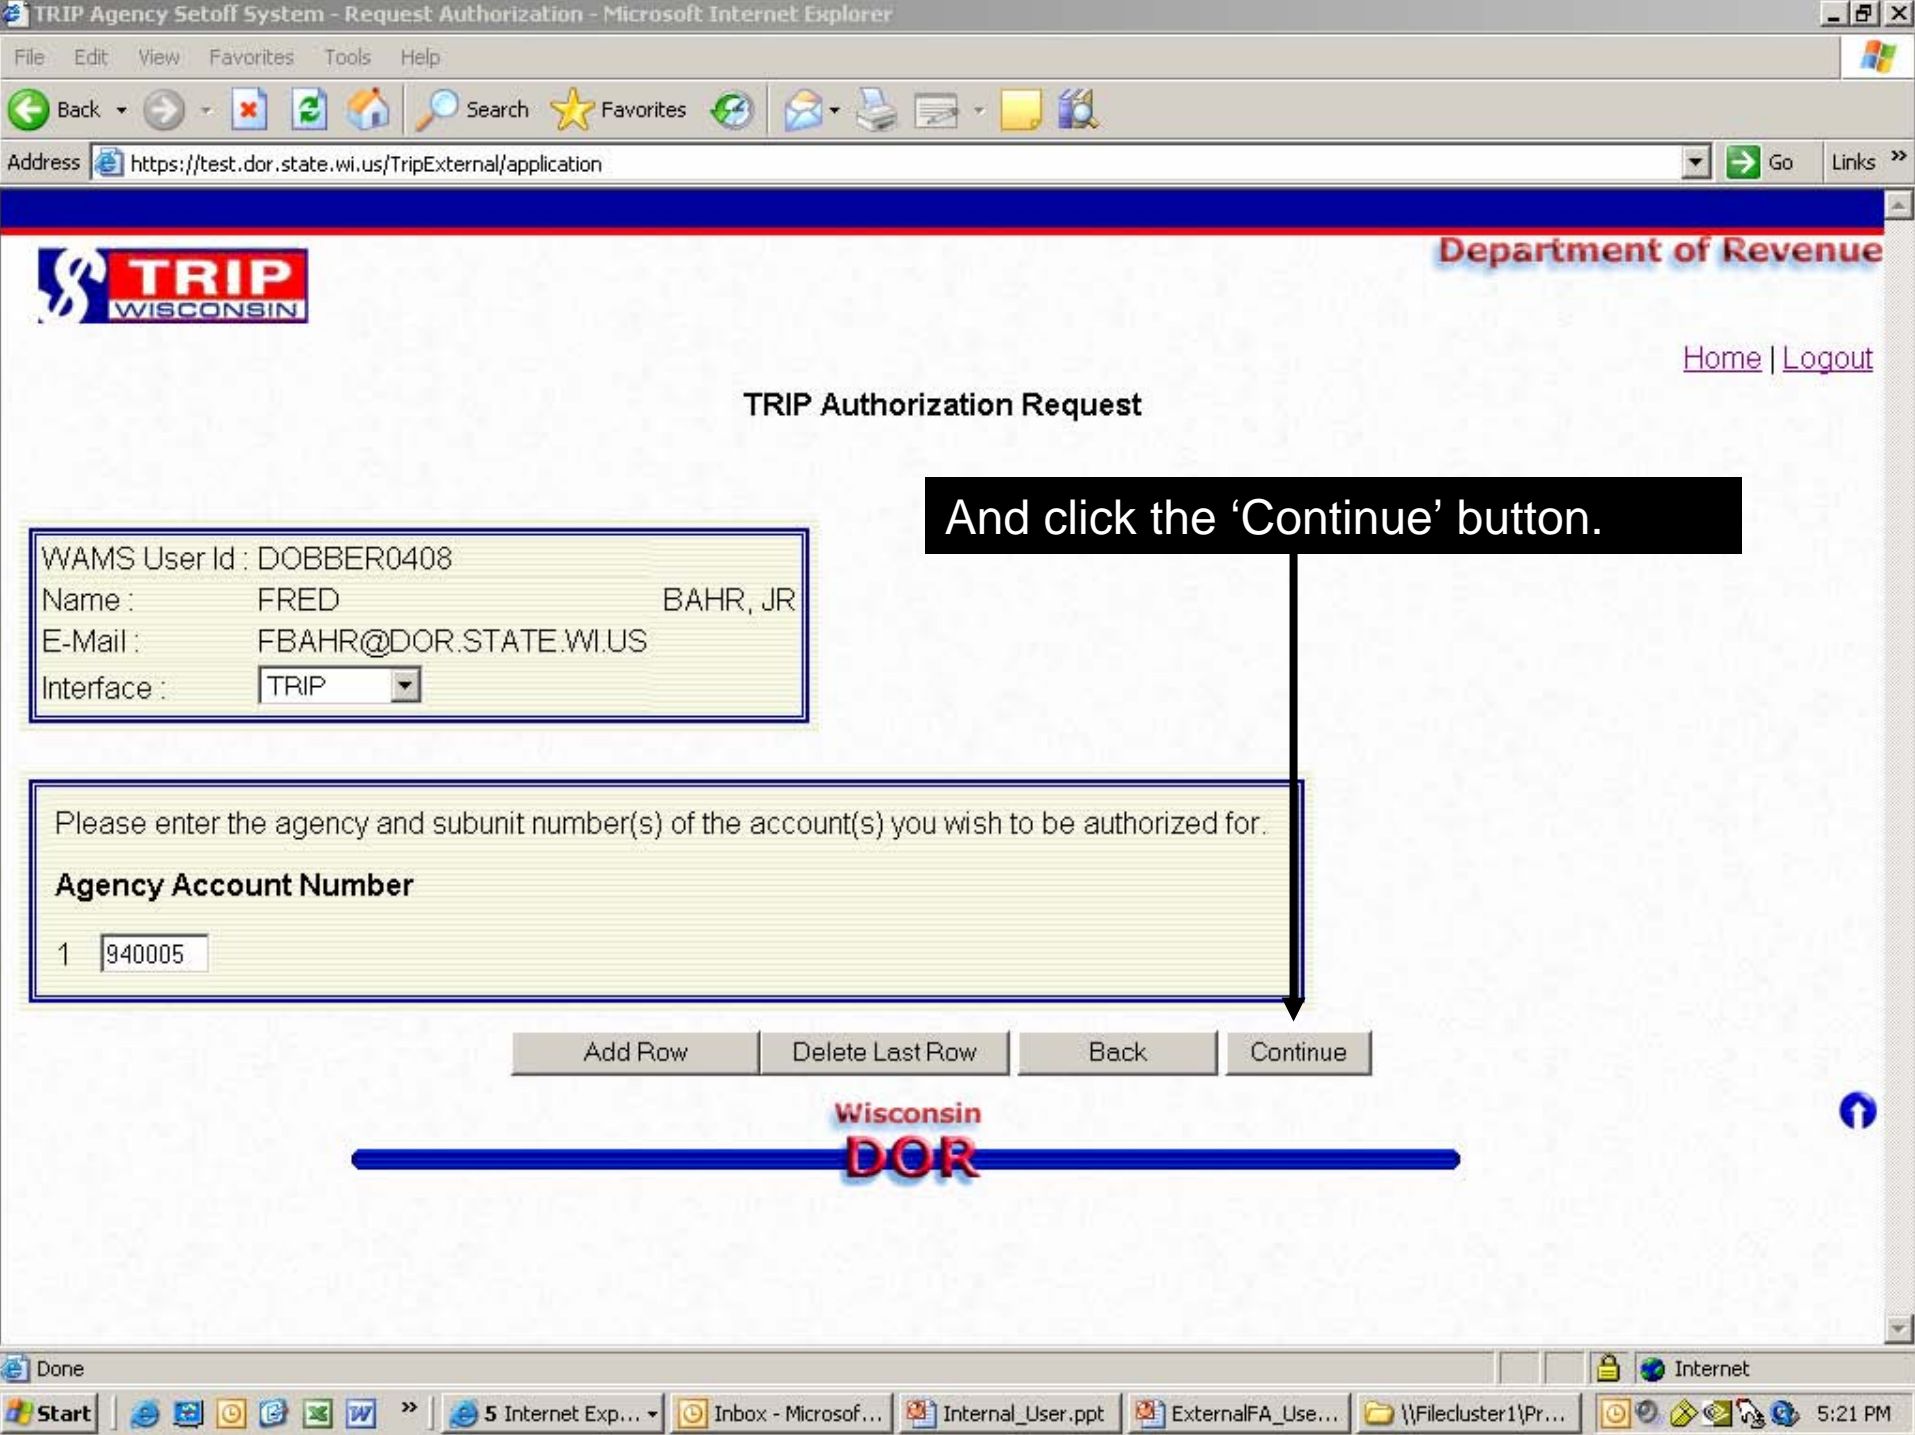 TRIP Agency Setoff System - Request Authorization - Microsoft Internet Explorer
File Edit View Favorites Tools Help
Back Search Favorites
Address https://test.dor.state.wi.us/TripExternal/application Go Links »
Department of Revenue
TRIP
WISCONSIN
Home | Logout
TRIP Authorization Request
And click the ‘Continue’ button.
WAMS User Id : DOBBER0408
Name : FRED BAHR, JR
E-Mail : FBAHR@DOR.STATE.WI.US
Interface : TRIP
Please enter the agency and subunit number(s) of the account(s) you wish to be authorized for.
Agency Account Number
1 940005
Add Row Delete Last Row Back Continue
Wisconsin
DOR
Done Internet
Start » 5 Internet Exp... Inbox - Microsof... Internal_User.ppt ExternalFA_Use... \\Filecluster1\Pr... 5:21 PM